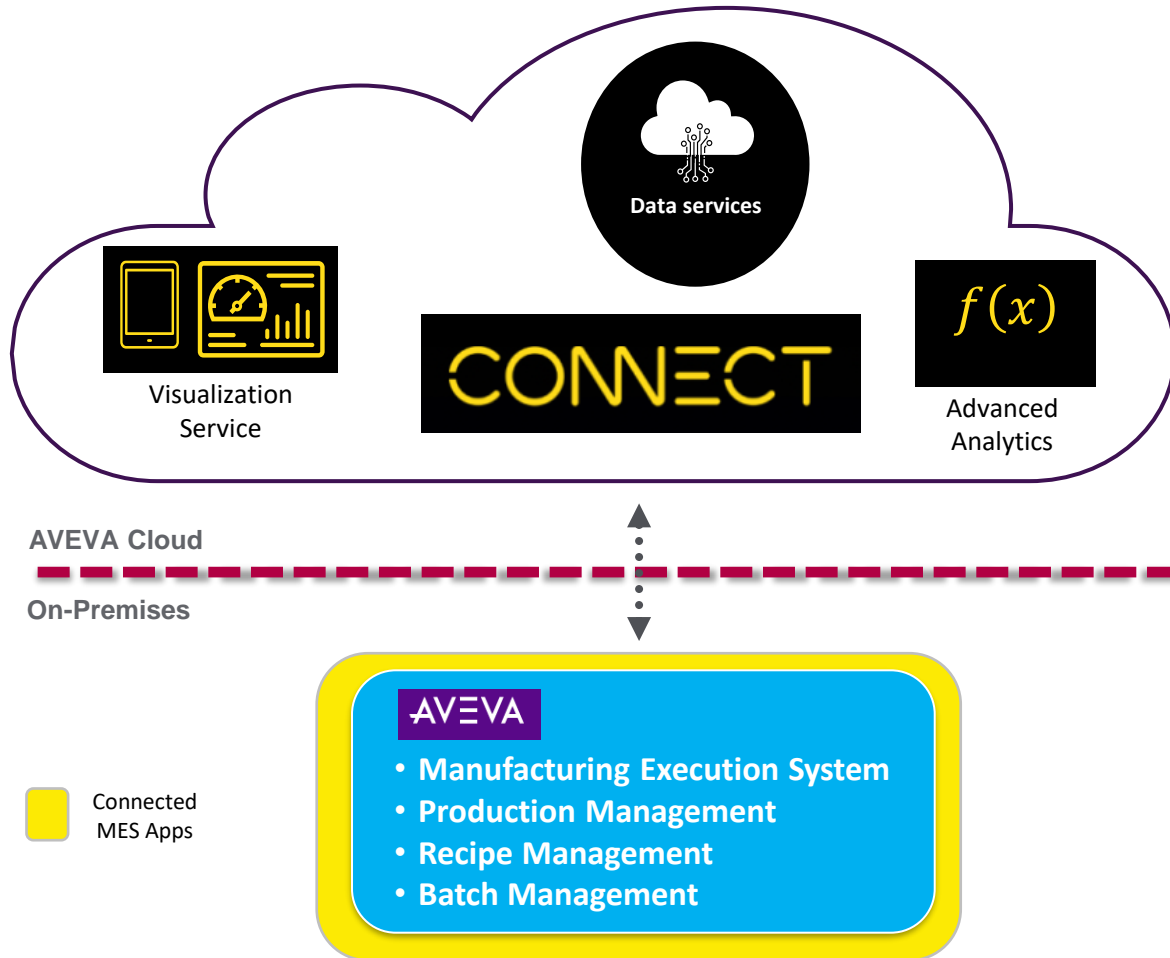 Data services
Visualization
Service
CONNECT
f(x)
Advanced
Analytics
AVEVA Cloud
On-Premises
AVEVA
• Manufacturing Execution System
• Production Management
• Recipe Management
• Batch Management
Connected
MES Apps